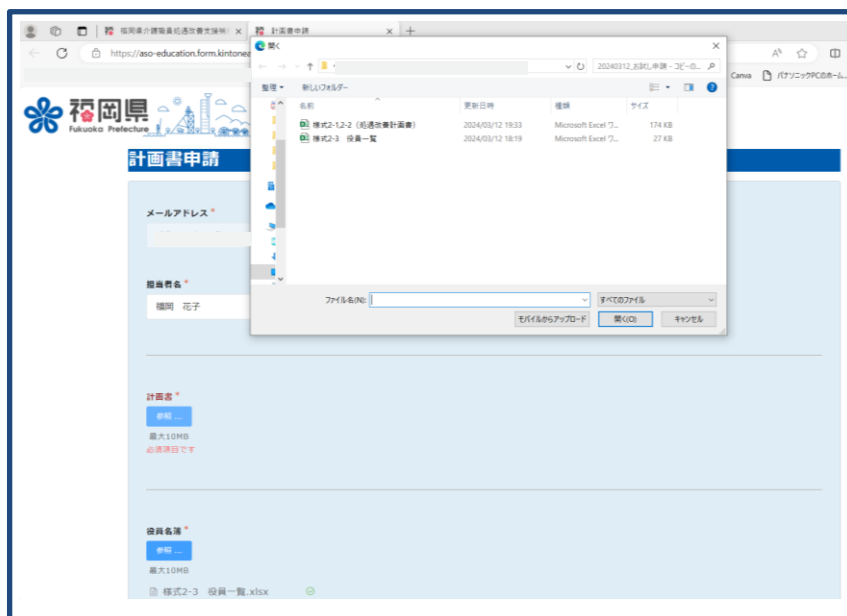 福岡県介護職員処遇改善支援
計画書申請
https://aso-education.form.kintonea
開く
20240312_お試し申請 - コピーの...
Canva
パナソニックPCのホーム...
整理
新しいフォルダー
名前
更新日時
種類
サイズ
様式2-1,2-2（処遇改善計画書）
2024/03/12 19:33
Microsoft Excel ワ...
174 KB
様式2-3 役員一覧
2024/03/12 18:19
Microsoft Excel ワ...
27 KB
ファイル名(N):
すべてのファイル
モバイルからアップロード
開く(O)
キャンセル
福岡県
Fukuoka Prefecture
計画書申請
メールアドレス *
担当者名 *
福岡 花子
計画書 *
参照 ...
最大10MB
必須項目です
役員名簿 *
参照 ...
最大10MB
様式2-3 役員一覧.xlsx